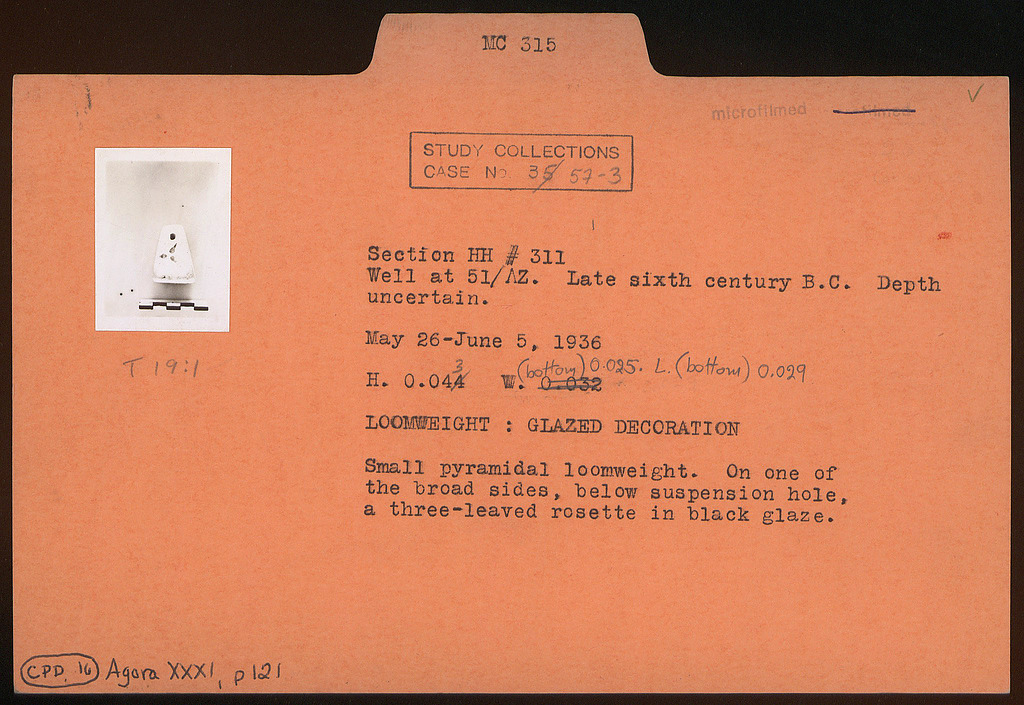 MC 315
microfilmed filmed
STUDY COLLECTIONS
CASE No 35 57-3
Section HH # 311
Well at 51/ΛZ. Late sixth century B.C. Depth
uncertain.
May 26-June 5, 1936
T 19:1
H. 0.044 3 W. 0.032 (bottom) 0.025. L. (bottom) 0.029
LOOMWEIGHT : GLAZED DECORATION
Small pyramidal loomweight. On one of
the broad sides, below suspension hole,
a three-leaved rosette in black glaze.
CPD 16 Agora XXXI, p 121